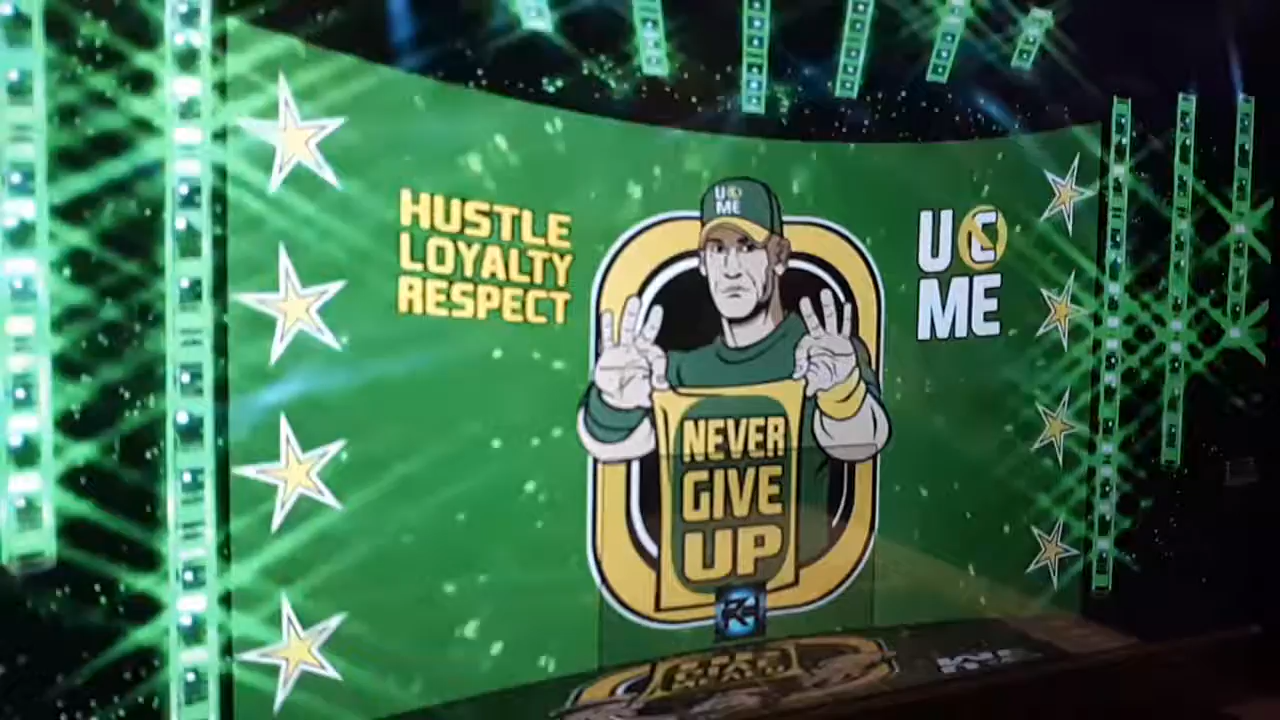 HUSTLE
LOYALTY
RESPECT
U C
ME
U C
ME
NEVER
GIVE
UP